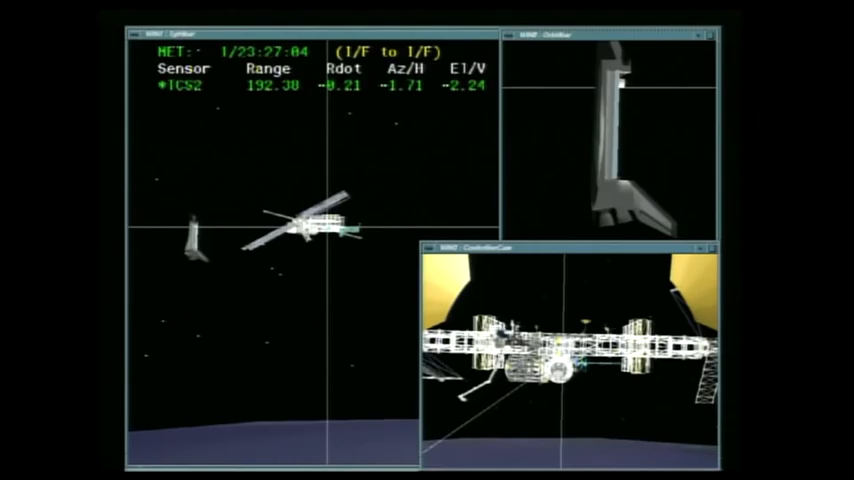 MET: 1/23:27:04 (I/F to I/F)
Sensor Range Rdot Az/H El/V
*TCS2 192.38 -0.21 -1.71 -2.24